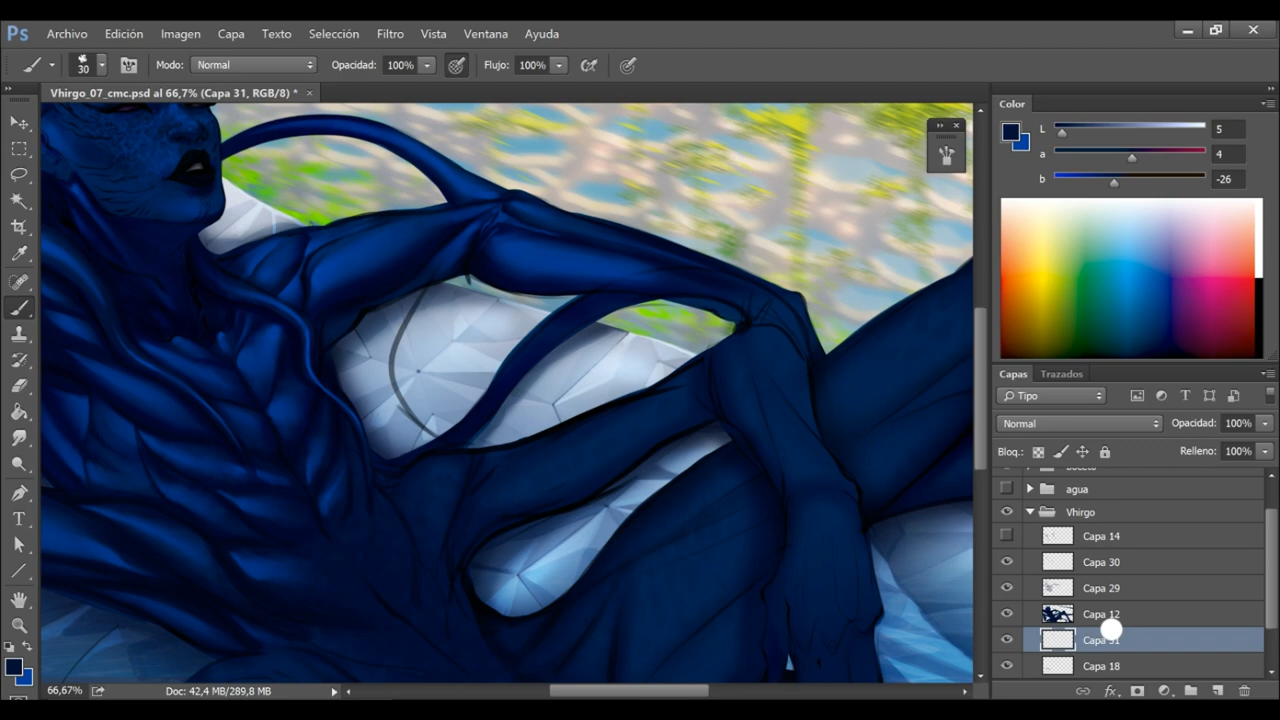 Ps Archivo Edición Imagen Capa Texto Selección Filtro Vista Ventana Ayuda
30 Modo: Normal Opacidad: 100% Flujo: 100%
Vhirgo_07_cmc.psd al 66,7% (Capa 31, RGB/8) * ×
Color
L 5
a 4
b -26
Capas Trazados
Tipo
Normal Opacidad: 100%
Bloq.: Relleno: 100%
agua
Vhirgo
Capa 14
Capa 30
Capa 29
Capa 12
Capa 31
Capa 18
66,67% Doc: 42,4 MB/289,8 MB